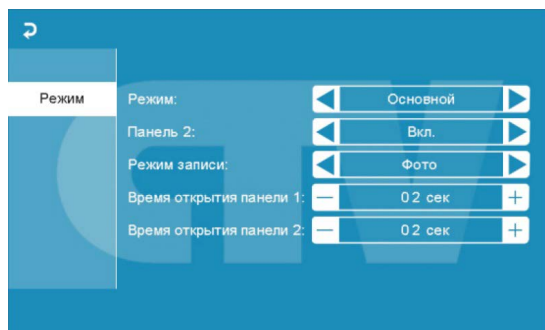 Режим
Режим: Основной
Панель 2: Вкл.
Режим записи: Фото
Время открытия панели 1: 02 сек
Время открытия панели 2: 02 сек